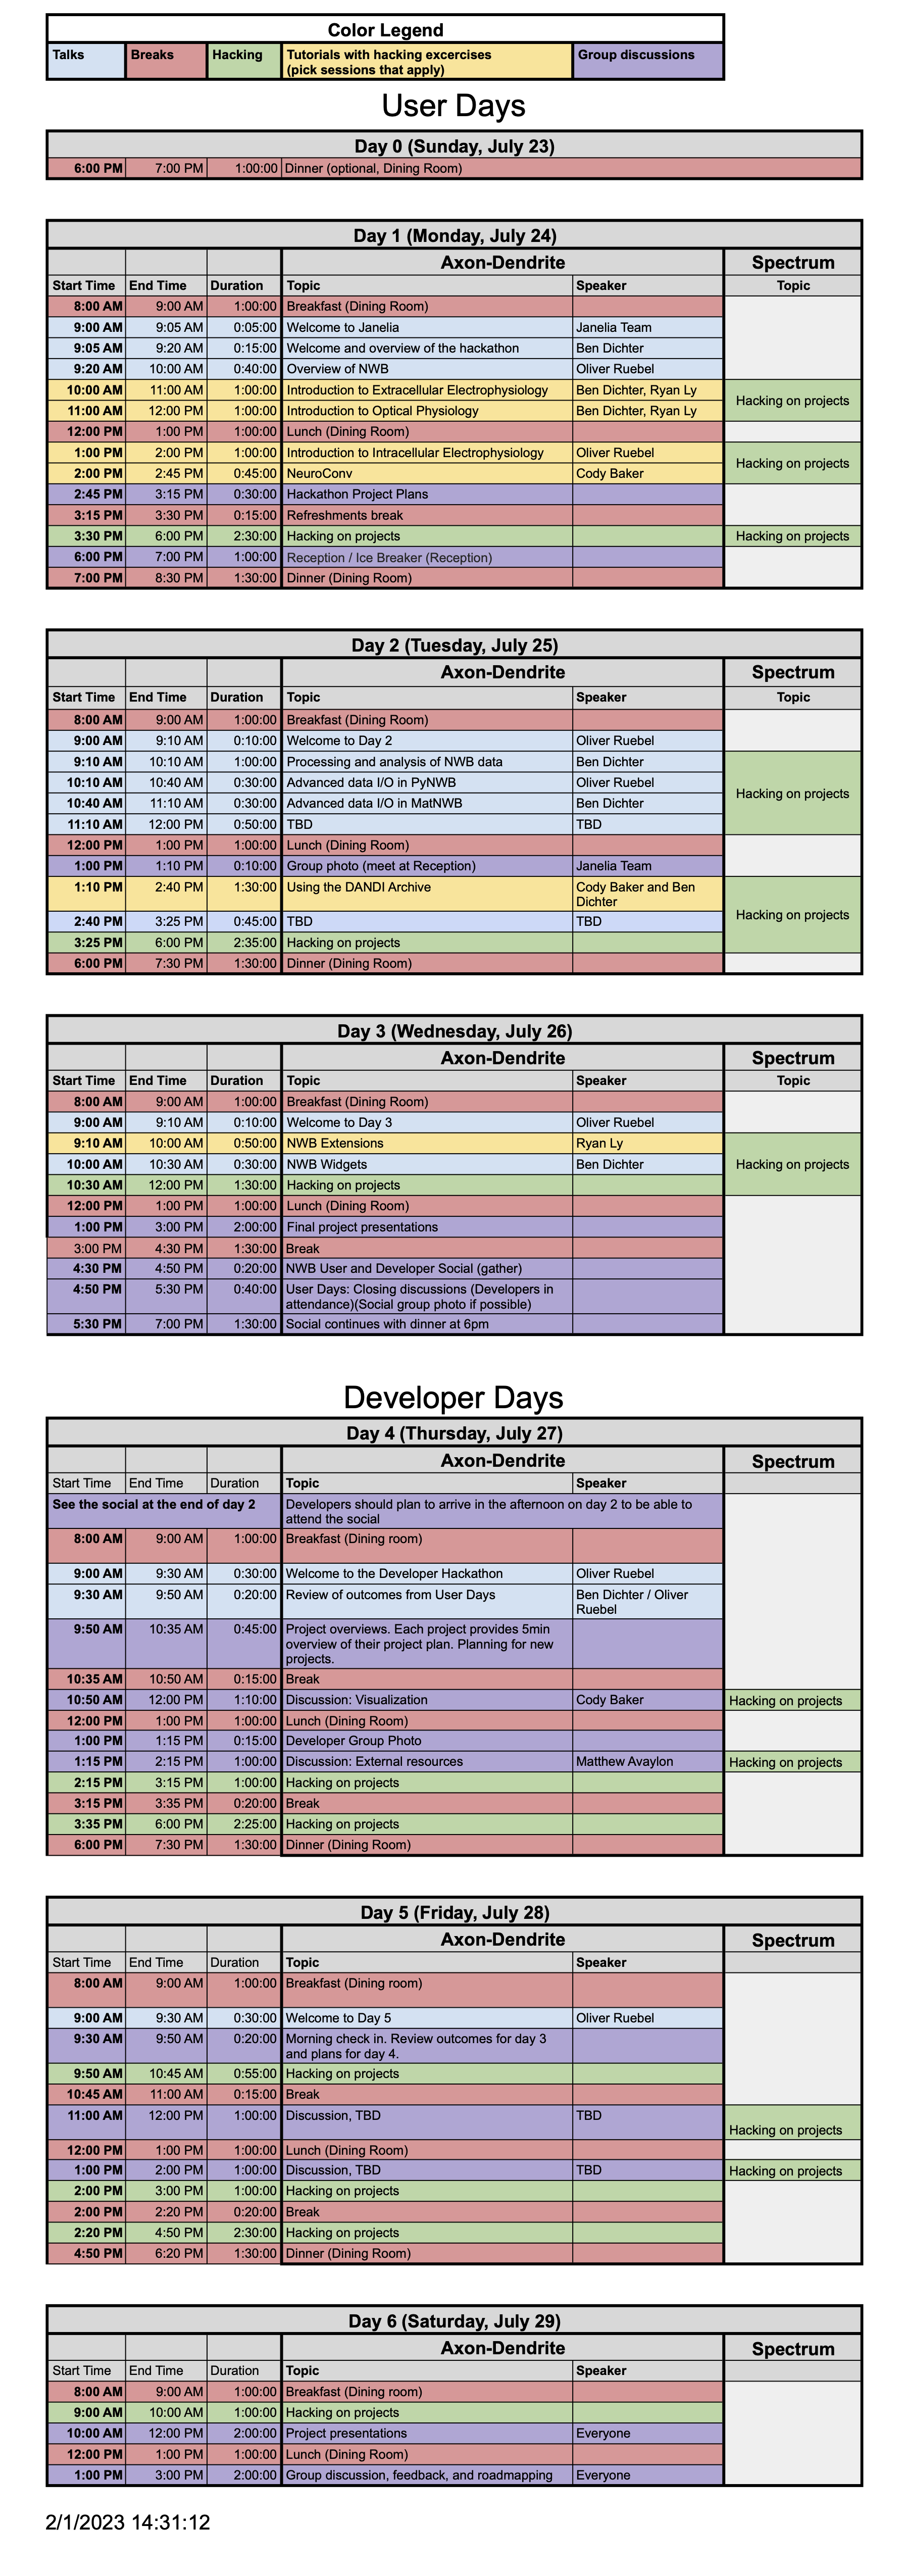 Color Legend
Talks Breaks Hacking Tutorials with hacking excercises Group discussions
(pick sessions that apply)
User Days
Day 0 (Sunday, July 23)
6:00 PM 7:00 PM 1:00:00 Dinner (optional, Dining Room)
Day 1 (Monday, July 24)
Axon-Dendrite Spectrum
Start Time End Time Duration Topic Speaker Topic
8:00 AM 9:00 AM 1:00:00 Breakfast (Dining Room)
9:00 AM 9:05 AM 0:05:00 Welcome to Janelia Janelia Team
9:05 AM 9:20 AM 0:15:00 Welcome and overview of the hackathon Ben Dichter
9:20 AM 10:00 AM 0:40:00 Overview of NWB Oliver Ruebel
10:00 AM 11:00 AM 1:00:00 Introduction to Extracellular Electrophysiology Ben Dichter, Ryan Ly
Hacking on projects
11:00 AM 12:00 PM 1:00:00 Introduction to Optical Physiology Ben Dichter, Ryan Ly
12:00 PM 1:00 PM 1:00:00 Lunch (Dining Room)
1:00 PM 2:00 PM 1:00:00 Introduction to Intracellular Electrophysiology Oliver Ruebel
Hacking on projects
2:00 PM 2:45 PM 0:45:00 NeuroConv Cody Baker
2:45 PM 3:15 PM 0:30:00 Hackathon Project Plans
3:15 PM 3:30 PM 0:15:00 Refreshments break
3:30 PM 6:00 PM 2:30:00 Hacking on projects Hacking on projects
6:00 PM 7:00 PM 1:00:00 Reception / Ice Breaker (Reception)
7:00 PM 8:30 PM 1:30:00 Dinner (Dining Room)
Day 2 (Tuesday, July 25)
Axon-Dendrite Spectrum
Start Time End Time Duration Topic Speaker Topic
8:00 AM 9:00 AM 1:00:00 Breakfast (Dining Room)
9:00 AM 9:10 AM 0:10:00 Welcome to Day 2 Oliver Ruebel
9:10 AM 10:10 AM 1:00:00 Processing and analysis of NWB data Ben Dichter
10:10 AM 10:40 AM 0:30:00 Advanced data I/O in PyNWB Oliver Ruebel
Hacking on projects
10:40 AM 11:10 AM 0:30:00 Advanced data I/O in MatNWB Ben Dichter
11:10 AM 12:00 PM 0:50:00 TBD TBD
12:00 PM 1:00 PM 1:00:00 Lunch (Dining Room)
1:00 PM 1:10 PM 0:10:00 Group photo (meet at Reception) Janelia Team
1:10 PM 2:40 PM 1:30:00 Using the DANDI Archive Cody Baker and Ben
Dichter
Hacking on projects
2:40 PM 3:25 PM 0:45:00 TBD TBD
3:25 PM 6:00 PM 2:35:00 Hacking on projects
6:00 PM 7:30 PM 1:30:00 Dinner (Dining Room)
Day 3 (Wednesday, July 26)
Axon-Dendrite Spectrum
Start Time End Time Duration Topic Speaker Topic
8:00 AM 9:00 AM 1:00:00 Breakfast (Dining Room)
9:00 AM 9:10 AM 0:10:00 Welcome to Day 3 Oliver Ruebel
9:10 AM 10:00 AM 0:50:00 NWB Extensions Ryan Ly
10:00 AM 10:30 AM 0:30:00 NWB Widgets Ben Dichter Hacking on projects
10:30 AM 12:00 PM 1:30:00 Hacking on projects
12:00 PM 1:00 PM 1:00:00 Lunch (Dining Room)
1:00 PM 3:00 PM 2:00:00 Final project presentations
3:00 PM 4:30 PM 1:30:00 Break
4:30 PM 4:50 PM 0:20:00 NWB User and Developer Social (gather)
4:50 PM 5:30 PM 0:40:00 User Days: Closing discussions (Developers in
attendance)(Social group photo if possible)
5:30 PM 7:00 PM 1:30:00 Social continues with dinner at 6pm
Developer Days
Day 4 (Thursday, July 27)
Axon-Dendrite Spectrum
Start Time End Time Duration Topic Speaker
See the social at the end of day 2 Developers should plan to arrive in the afternoon on day 2 to be able to
attend the social
8:00 AM 9:00 AM 1:00:00 Breakfast (Dining room)
9:00 AM 9:30 AM 0:30:00 Welcome to the Developer Hackathon Oliver Ruebel
9:30 AM 9:50 AM 0:20:00 Review of outcomes from User Days Ben Dichter / Oliver
Ruebel
9:50 AM 10:35 AM 0:45:00 Project overviews. Each project provides 5min
overview of their project plan. Planning for new
projects.
10:35 AM 10:50 AM 0:15:00 Break
10:50 AM 12:00 PM 1:10:00 Discussion: Visualization Cody Baker Hacking on projects
12:00 PM 1:00 PM 1:00:00 Lunch (Dining Room)
1:00 PM 1:15 PM 0:15:00 Developer Group Photo
1:15 PM 2:15 PM 1:00:00 Discussion: External resources Matthew Avaylon Hacking on projects
2:15 PM 3:15 PM 1:00:00 Hacking on projects
3:15 PM 3:35 PM 0:20:00 Break
3:35 PM 6:00 PM 2:25:00 Hacking on projects
6:00 PM 7:30 PM 1:30:00 Dinner (Dining Room)
Day 5 (Friday, July 28)
Axon-Dendrite Spectrum
Start Time End Time Duration Topic Speaker
8:00 AM 9:00 AM 1:00:00 Breakfast (Dining room)
9:00 AM 9:30 AM 0:30:00 Welcome to Day 5 Oliver Ruebel
9:30 AM 9:50 AM 0:20:00 Morning check in. Review outcomes for day 3
and plans for day 4.
9:50 AM 10:45 AM 0:55:00 Hacking on projects
10:45 AM 11:00 AM 0:15:00 Break
11:00 AM 12:00 PM 1:00:00 Discussion, TBD TBD
Hacking on projects
12:00 PM 1:00 PM 1:00:00 Lunch (Dining Room)
1:00 PM 2:00 PM 1:00:00 Discussion, TBD TBD Hacking on projects
2:00 PM 3:00 PM 1:00:00 Hacking on projects
2:00 PM 2:20 PM 0:20:00 Break
2:20 PM 4:50 PM 2:30:00 Hacking on projects
4:50 PM 6:20 PM 1:30:00 Dinner (Dining Room)
Day 6 (Saturday, July 29)
Axon-Dendrite Spectrum
Start Time End Time Duration Topic Speaker
8:00 AM 9:00 AM 1:00:00 Breakfast (Dining room)
9:00 AM 10:00 AM 1:00:00 Hacking on projects
10:00 AM 12:00 PM 2:00:00 Project presentations Everyone
12:00 PM 1:00 PM 1:00:00 Lunch (Dining Room)
1:00 PM 3:00 PM 2:00:00 Group discussion, feedback, and roadmapping Everyone
2/1/2023 14:31:12